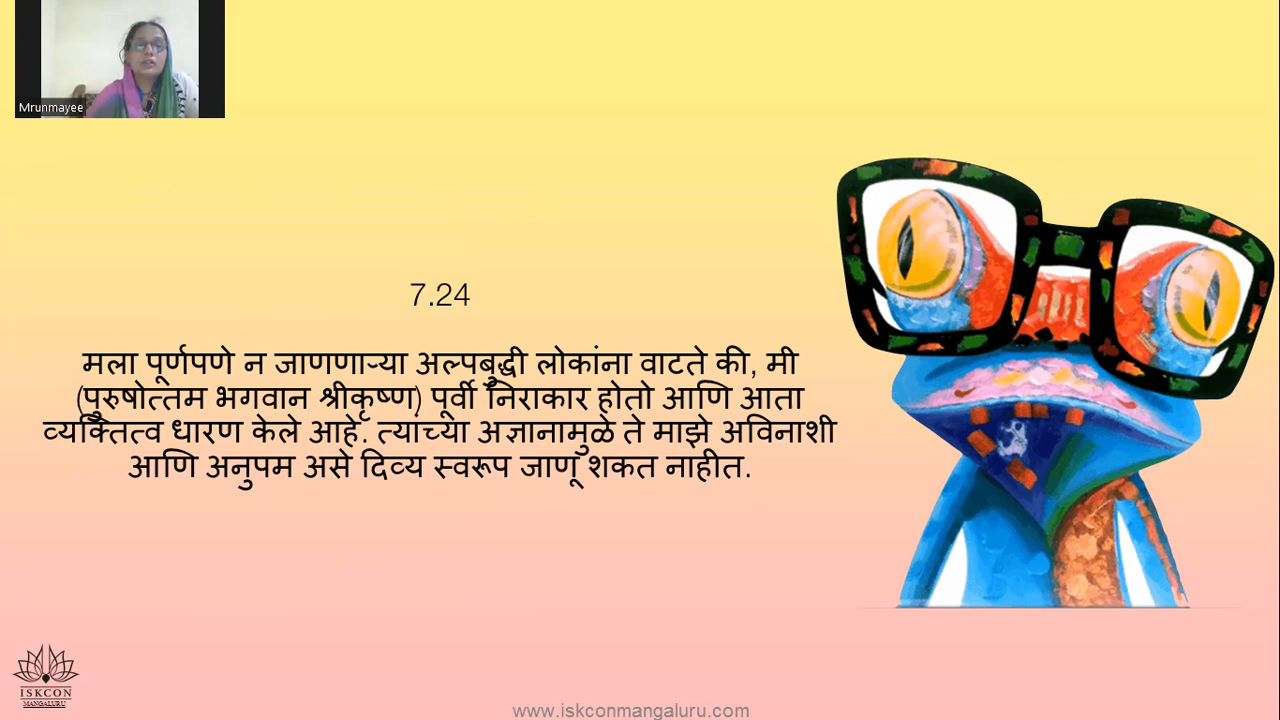 Mrunmayee
7.24
मला पूर्णपणे न जाणणाऱ्या अल्पबुद्धी लोकांना वाटते की, मी
(पुरुषोत्तम भगवान श्रीकृष्ण) पूर्वी निराकार होतो आणि आता
व्यक्तित्व धारण केले आहे. त्यांच्या अज्ञानामुळे ते माझे अविनाशी
आणि अनुपम असे दिव्य स्वरूप जाणू शकत नाहीत.
ISKCON
MANGALURU
www.iskconmangaluru.com